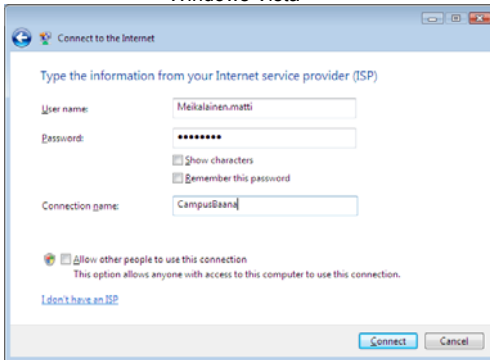 Windows Vista
Connect to the Internet
Type the information from your Internet service provider (ISP)
User name: Meikalainen.matti
Password: ••••••••
Show characters
Remember this password
Connection name: CampusBaana
Allow other people to use this connection
This option allows anyone with access to this computer to use this connection.
I don't have an ISP
Connect Cancel